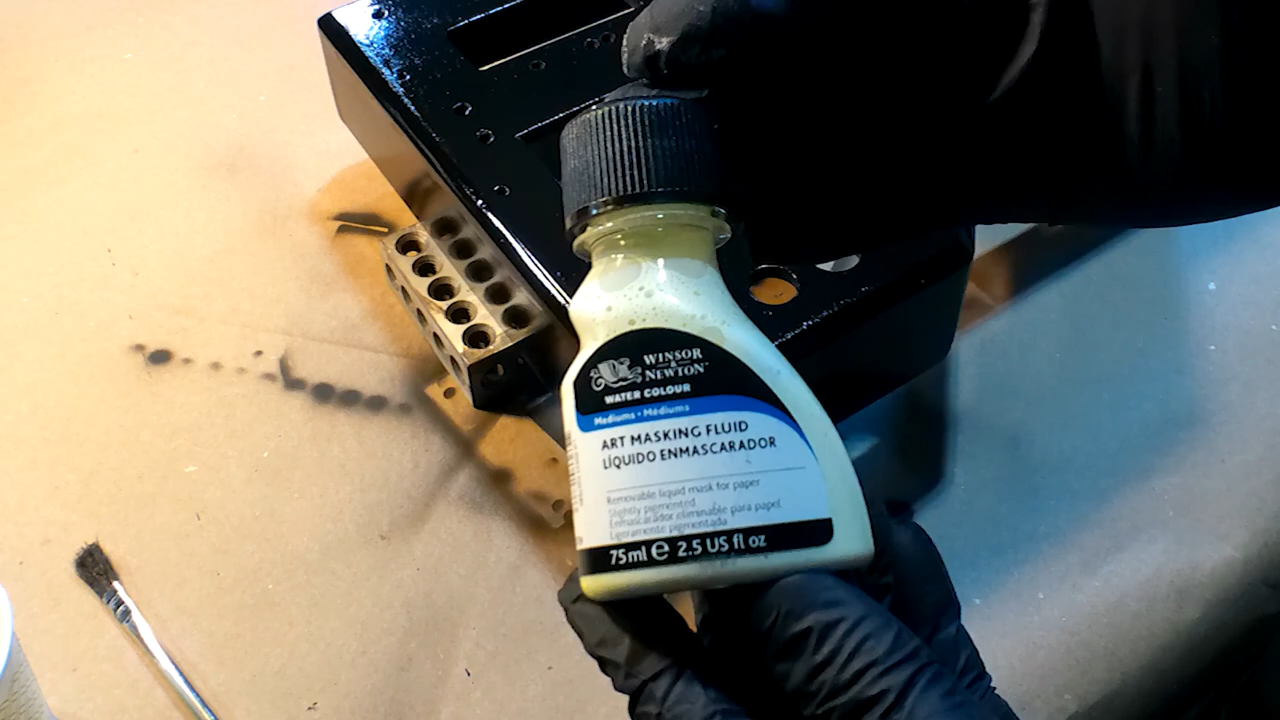 WINSOR
&
NEWTON™
WATER COLOUR
Mediums • Médiums
ART MASKING FLUID
LÍQUIDO ENMASCARADOR
Removable liquid mask for paper
Slightly pigmented
Enmascarador eliminable para papel
Ligeramente pigmentada
75ml e 2.5 US fl oz